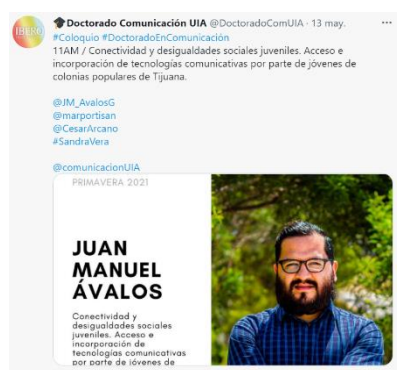 IBERO
Doctorado Comunicación UIA @DoctoradoComUIA · 13 may.
#Coloquio #DoctoradoEnComunicación
11AM / Conectividad y desigualdades sociales juveniles. Acceso e
incorporación de tecnologías comunicativas por parte de jóvenes de
colonias populares de Tijuana.
@JM_AvalosG
@marportisan
@CesarArcano
#SandraVera
@comunicacionUIA
PRIMAVERA 2021
JUAN
MANUEL
ÁVALOS
Conectividad y
desigualdades sociales
juveniles. Acceso e
incorporación de
tecnologías comunicativas
por parte de jóvenes de